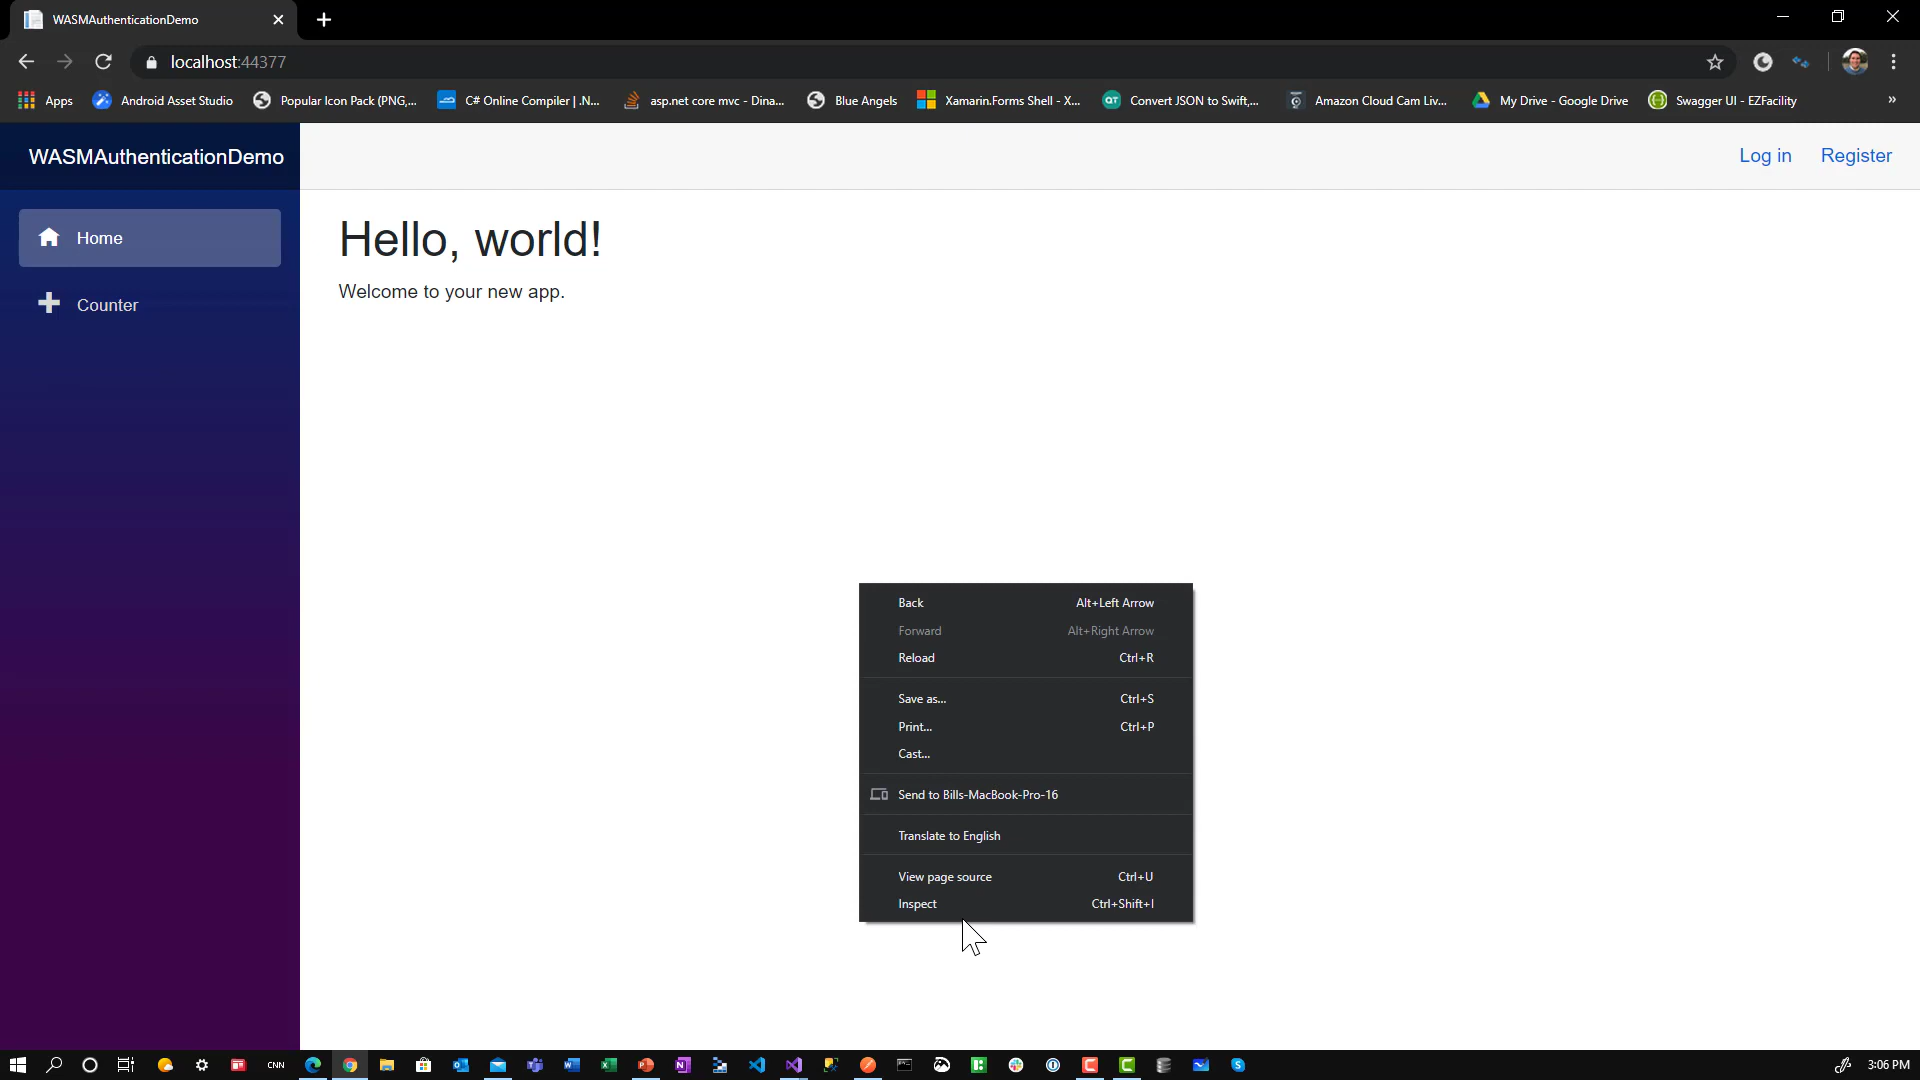 WASMAuthenticationDemo
localhost:44377
Apps Android Asset Studio Popular Icon Pack (PNG,... C# Online Compiler | .N... asp.net core mvc - Dina... Blue Angels Xamarin.Forms Shell - X... Convert JSON to Swift,... Amazon Cloud Cam Liv... My Drive - Google Drive Swagger UI - EZFacility »
WASMAuthenticationDemo
Log in Register
Home
Counter
Hello, world!
Welcome to your new app.
Back Alt+Left Arrow
Forward Alt+Right Arrow
Reload Ctrl+R
Save as... Ctrl+S
Print... Ctrl+P
Cast...
Send to Bills-MacBook-Pro-16
Translate to English
View page source Ctrl+U
Inspect Ctrl+Shift+I
CNN
3:06 PM